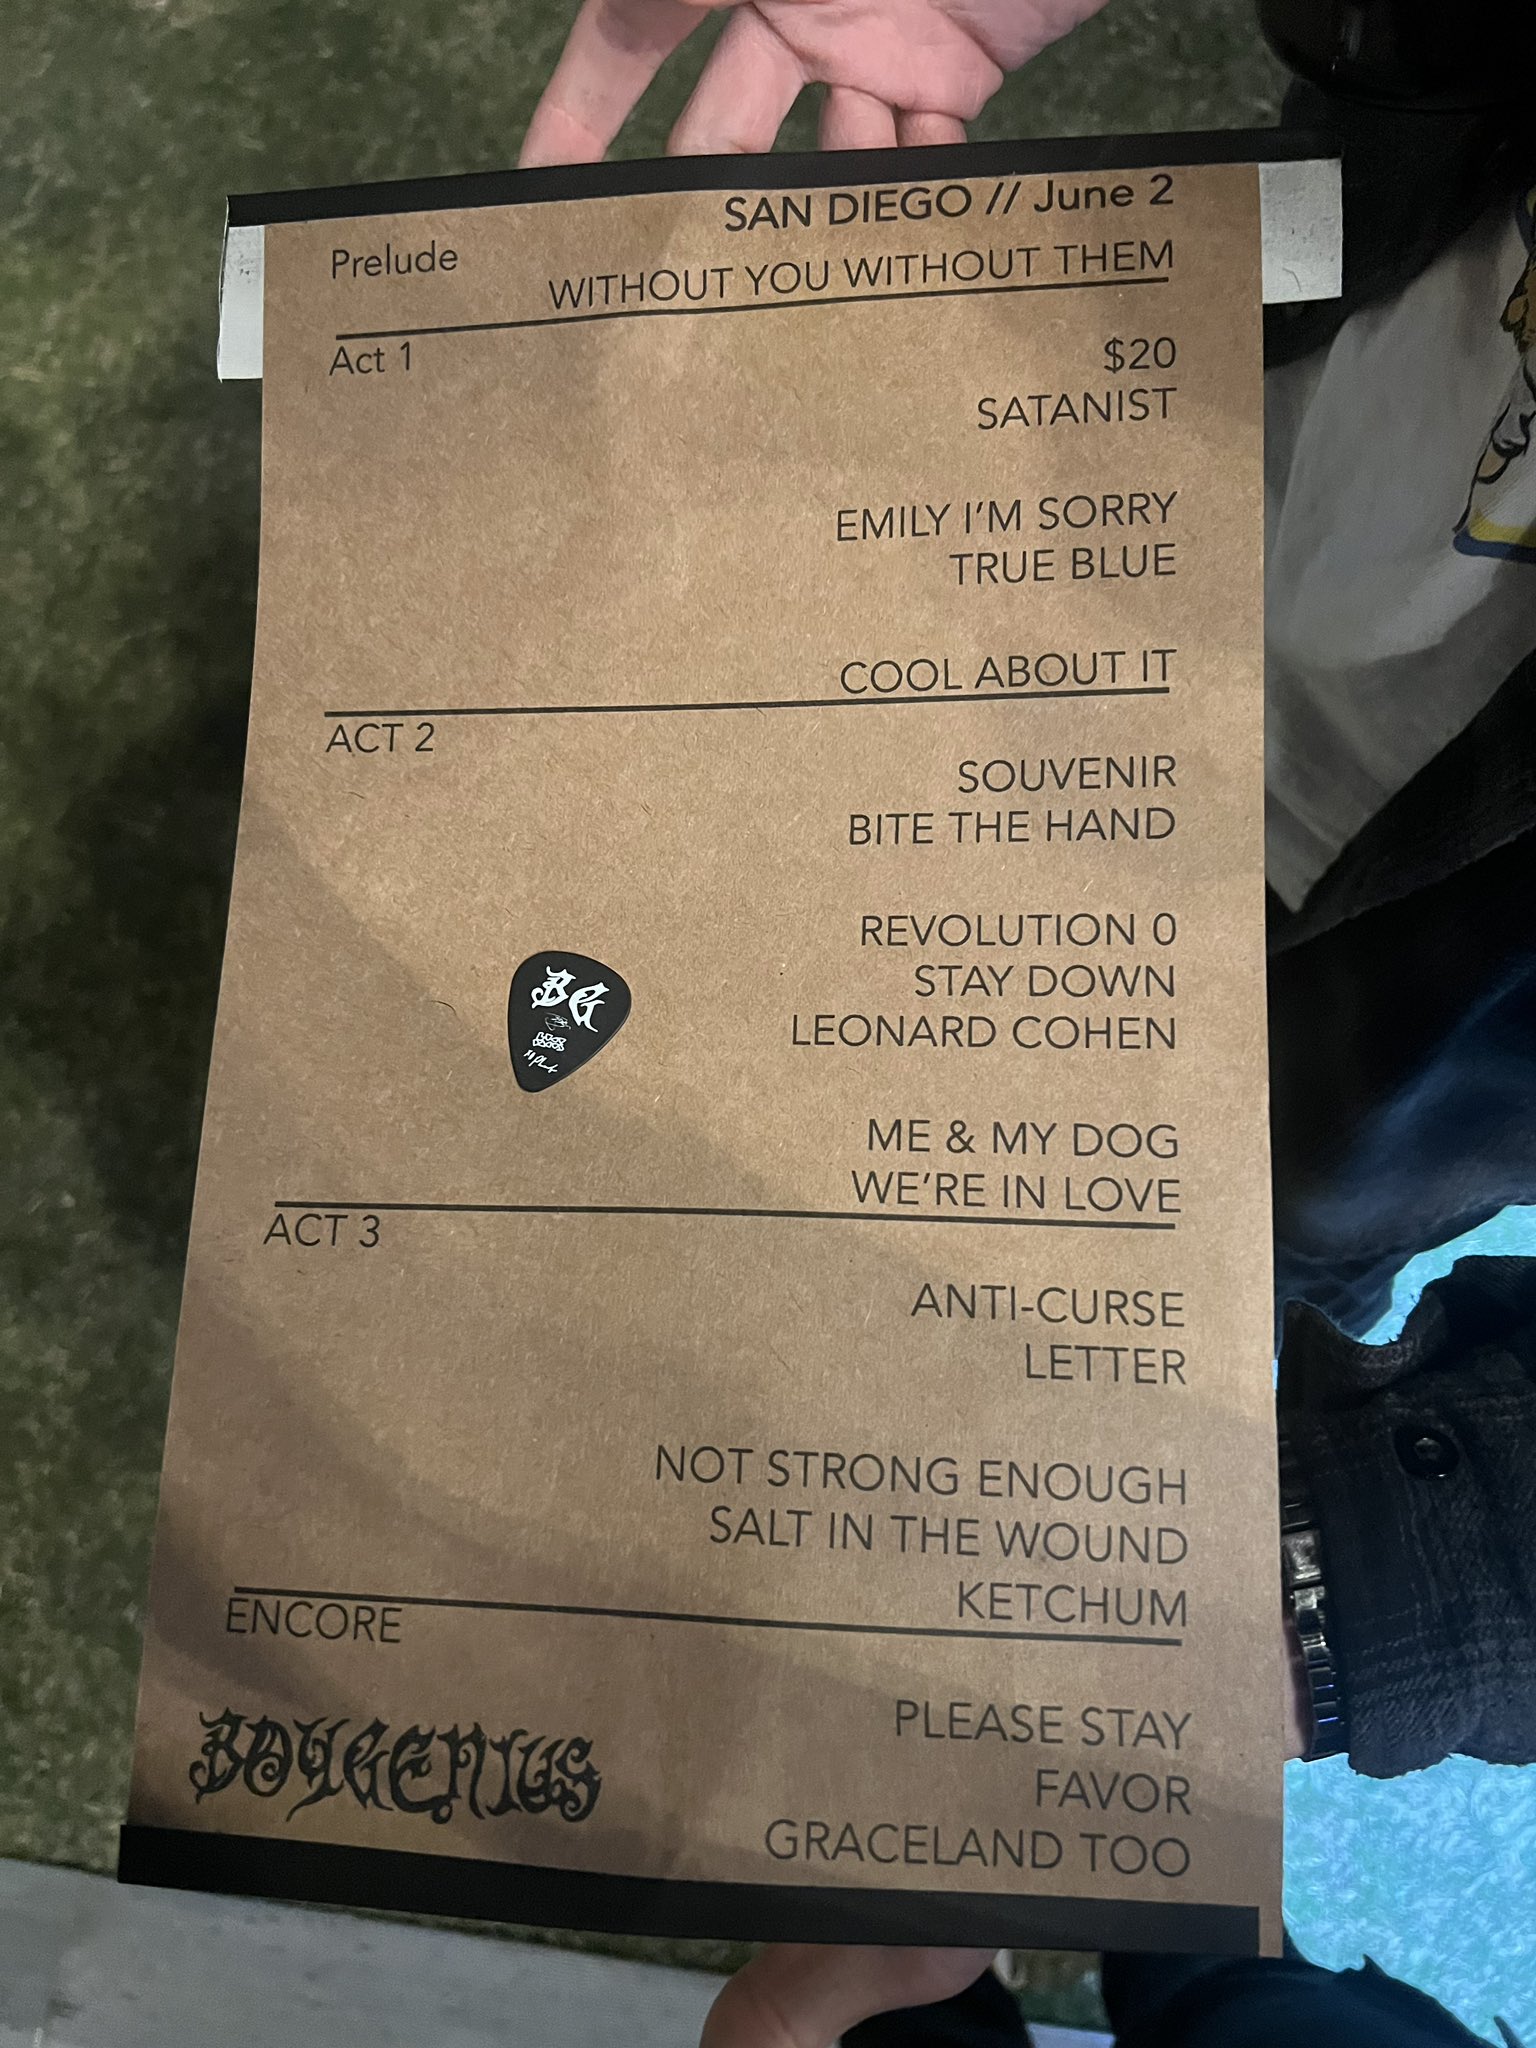 SAN DIEGO // June 2
Prelude
WITHOUT YOU WITHOUT THEM
Act 1
$20
SATANIST
EMILY I'M SORRY
TRUE BLUE
COOL ABOUT IT
ACT 2
SOUVENIR
BITE THE HAND
REVOLUTION 0
STAY DOWN
LEONARD COHEN
BG
ME & MY DOG
WE'RE IN LOVE
ACT 3
ANTI-CURSE
LETTER
NOT STRONG ENOUGH
SALT IN THE WOUND
KETCHUM
ENCORE
PLEASE STAY
FAVOR
GRACELAND TOO
BOYGENIUS